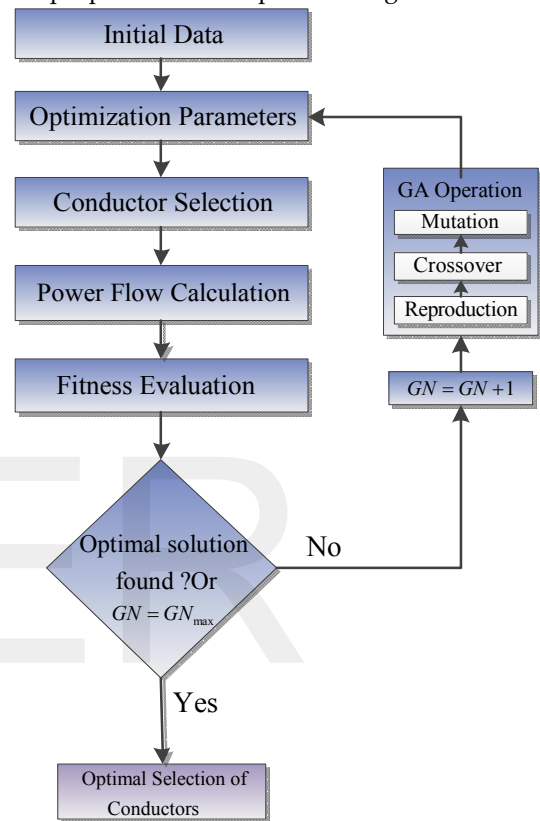 Initial Data
Optimization Parameters
Conductor Selection
Power Flow Calculation
Fitness Evaluation
Optimal solution
found ?Or
GN = GN_max
No
Yes
Optimal Selection of
Conductors
GN = GN +1
GA Operation
Mutation
Crossover
Reproduction
ER